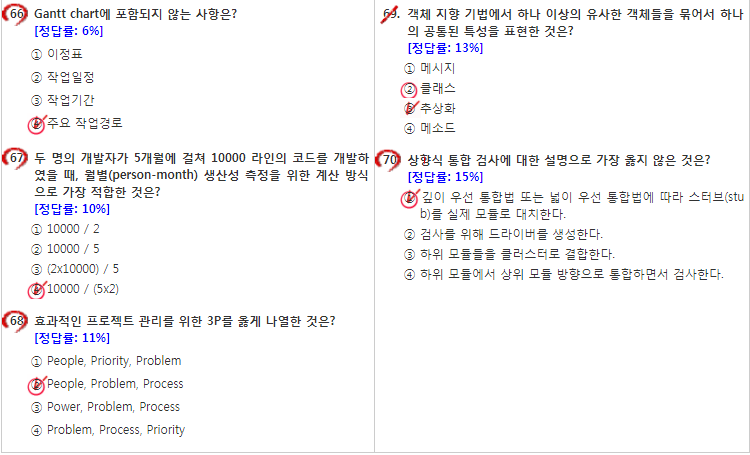 66. Gantt chart에 포함되지 않는 사항은?
[정답률: 6%]
① 이정표
② 작업일정
③ 작업기간
④ 주요 작업경로
67. 두 명의 개발자가 5개월에 걸쳐 10000 라인의 코드를 개발하
였을 때, 월별(person-month) 생산성 측정을 위한 계산 방식
으로 가장 적합한 것은?
[정답률: 10%]
① 10000 / 2
② 10000 / 5
③ (2x10000) / 5
④ 10000 / (5x2)
68. 효과적인 프로젝트 관리를 위한 3P를 옳게 나열한 것은?
[정답률: 11%]
① People, Priority, Problem
② People, Problem, Process
③ Power, Problem, Process
④ Problem, Process, Priority
69. 객체 지향 기법에서 하나 이상의 유사한 객체들을 묶어서 하나
의 공통된 특성을 표현한 것은?
[정답률: 13%]
① 메시지
② 클래스
③ 추상화
④ 메소드
70. 상향식 통합 검사에 대한 설명으로 가장 옳지 않은 것은?
[정답률: 15%]
① 깊이 우선 통합법 또는 넓이 우선 통합법에 따라 스터브(stu
b)를 실제 모듈로 대치한다.
② 검사를 위해 드라이버를 생성한다.
③ 하위 모듈들을 클러스터로 결합한다.
④ 하위 모듈에서 상위 모듈 방향으로 통합하면서 검사한다.